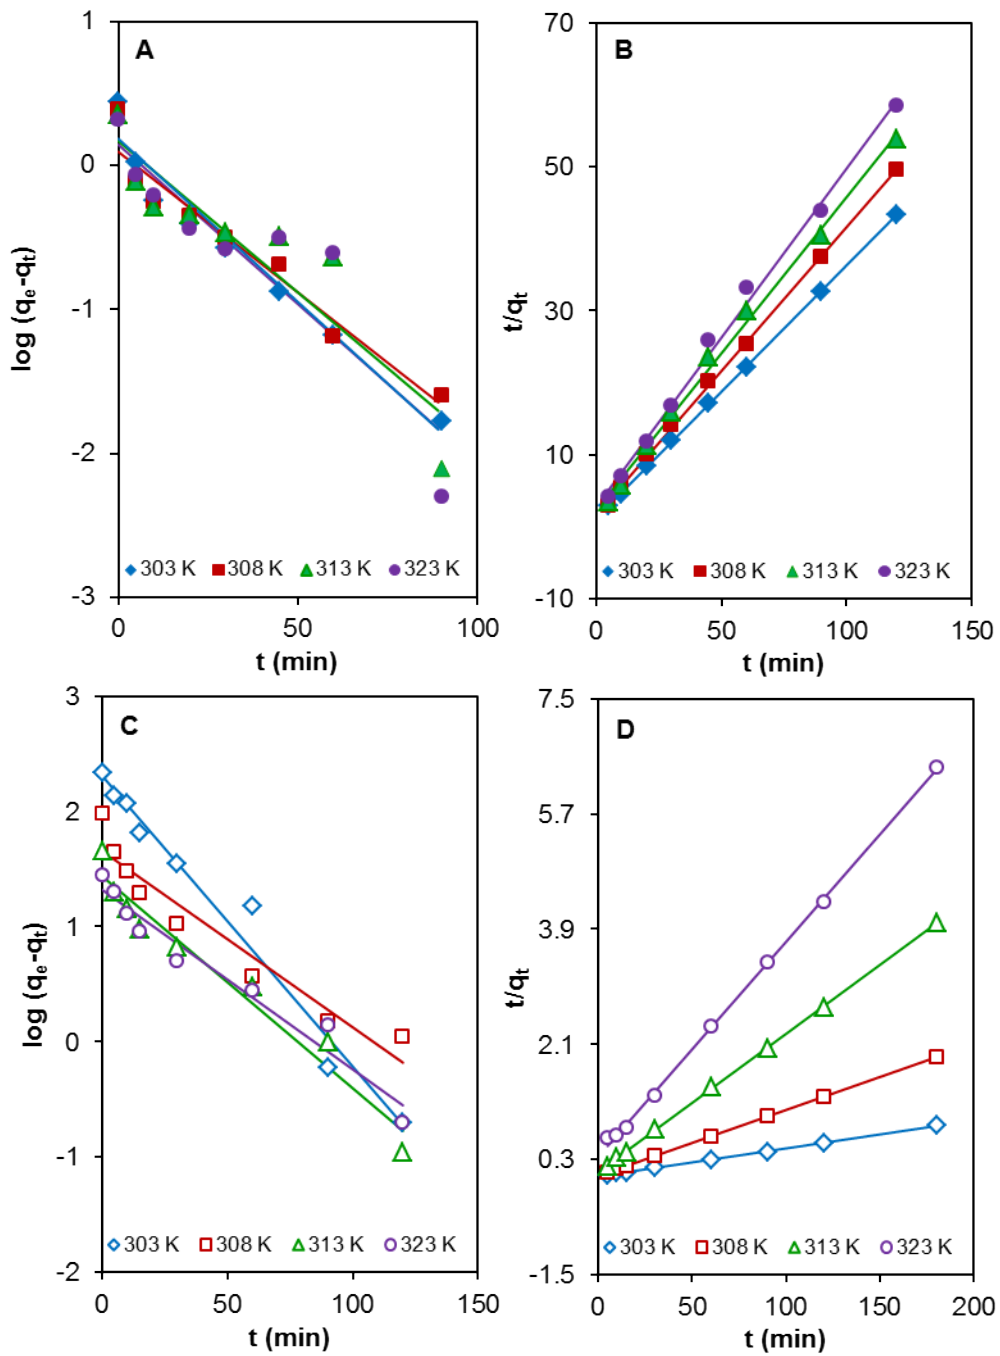 A
1
0
-1
-2
-3
log (qe-qt)
303 K 308 K 313 K 323 K
0 50 100
t (min)
B
70
50
30
10
-10
t/qt
303 K 308 K 313 K 323 K
0 50 100 150
t (min)
C
3
2
1
0
-1
-2
log (qe-qt)
303 K 308 K 313 K 323 K
0 50 100 150
t (min)
D
7.5
5.7
3.9
2.1
0.3
-1.5
t/qt
303 K 308 K 313 K 323 K
0 50 100 150 200
t (min)